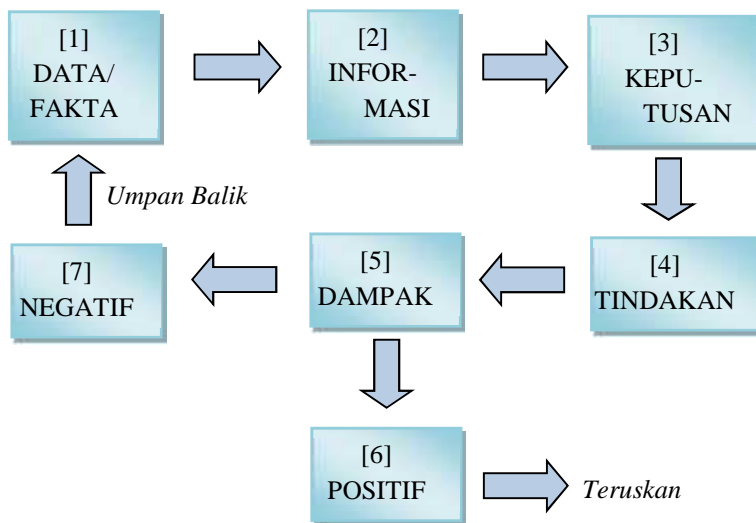 [1]
DATA/
FAKTA
[2]
INFOR-
MASI
[3]
KEPU-
TUSAN
Umpan Balik
[7]
NEGATIF
[5]
DAMPAK
[4]
TINDAKAN
[6]
POSITIF
Teruskan